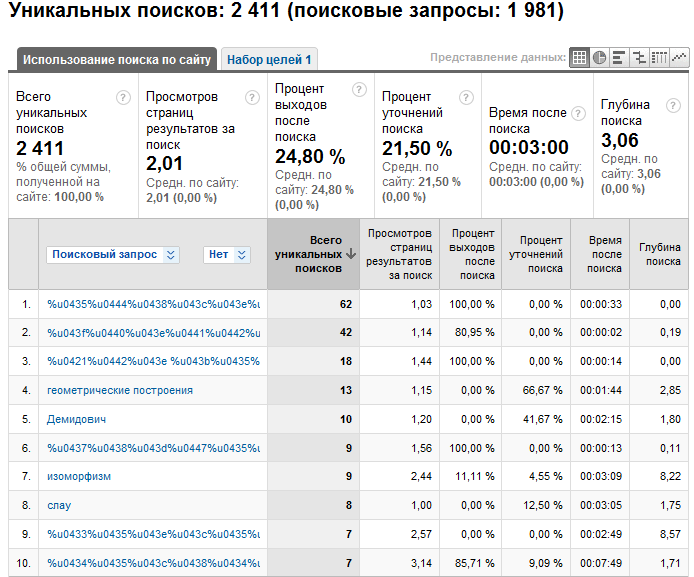 Уникальных поисков: 2 411 (поисковые запросы: 1 981)
Использование поиска по сайту Набор целей 1 Представление данных:
Всего уникальных поисков ?
2 411
% общей суммы, полученной на сайте: 100,00 %
Просмотров страниц результатов за поиск ?
2,01
Средн. по сайту: 2,01 (0,00 %)
Процент выходов после поиска ?
24,80 %
Средн. по сайту: 24,80 % (0,00 %)
Процент уточнений поиска ?
21,50 %
Средн. по сайту: 21,50 % (0,00 %)
Время после поиска ?
00:03:00
Средн. по сайту: 00:03:00 (0,00 %)
Глубина поиска ?
3,06
Средн. по сайту: 3,06 (0,00 %)
Поисковый запрос Нет Всего уникальных поисков Просмотров страниц результатов за поиск Процент выходов после поиска Процент уточнений поиска Время после поиска Глубина поиска
1. %u0435%u0444%u0438%u043c%u043e%u 62 1,03 100,00 % 0,00 % 00:00:33 0,00
2. %u043f%u0440%u043e%u0441%u0442%u 42 1,14 80,95 % 0,00 % 00:00:02 0,19
3. %u0421%u0442%u043e %u043b%u0435% 18 1,44 100,00 % 0,00 % 00:00:14 0,00
4. геометрические построения 13 1,15 0,00 % 66,67 % 00:01:44 2,85
5. Демидович 10 1,20 0,00 % 41,67 % 00:02:15 1,80
6. %u0437%u0438%u043d%u0447%u0435%u 9 1,56 100,00 % 0,00 % 00:00:13 0,11
7. изоморфизм 9 2,44 11,11 % 4,55 % 00:03:09 8,22
8. слау 8 1,00 0,00 % 12,50 % 00:03:05 1,75
9. %u0433%u0435%u043e%u043c%u0435%u 7 2,57 0,00 % 0,00 % 00:02:49 8,57
10. %u0434%u0435%u043c%u0438%u0434%u 7 3,14 85,71 % 9,09 % 00:07:49 1,71